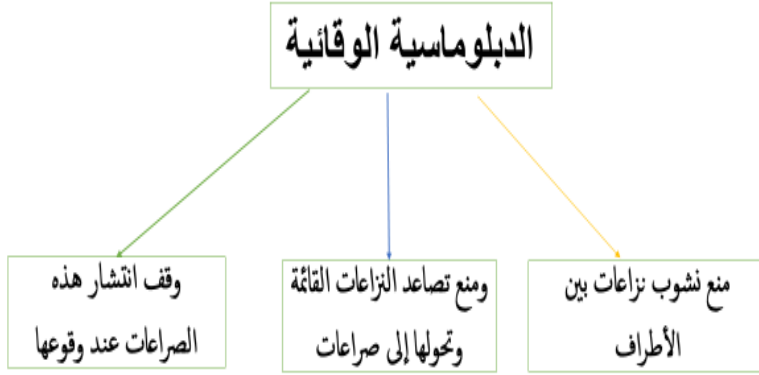 الدبلوماسية الوقائية
منع نشوب نزاعات بين
الأطراف
ومنع تصاعد النزاعات القائمة
وتحولها إلى صراعات
وقف انتشار هذه
الصراعات عند وقوعها